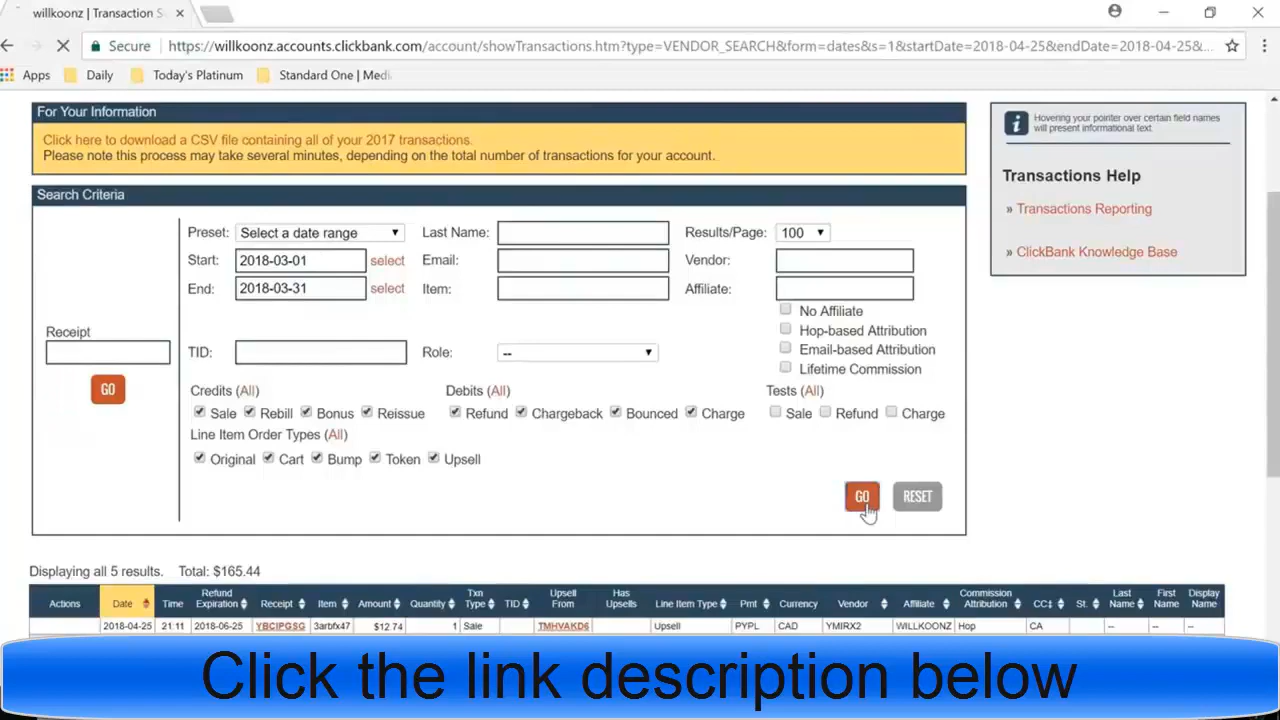 willkoonz | Transaction S
Secure https://willkoonz.accounts.clickbank.com/account/showTransactions.htm?type=VENDOR_SEARCH&form=dates&s=1&startDate=2018-04-25&endDate=2018-04-25&...
Apps Daily Today's Platinum Standard One | Medi
For Your Information
Click here to download a CSV file containing all of your 2017 transactions.
Please note this process may take several minutes, depending on the total number of transactions for your account.
Hovering your pointer over certain field names
will present informational text.
Transactions Help
» Transactions Reporting
» ClickBank Knowledge Base
Search Criteria
Preset: Select a date range Last Name: Results/Page: 100
Start: 2018-03-01 select Email: Vendor:
End: 2018-03-31 select Item: Affiliate:
No Affiliate
Hop-based Attribution
Email-based Attribution
Lifetime Commission
Receipt
GO
TID: Role: --
Credits (All) Debits (All) Tests (All)
Sale Rebill Bonus Reissue Refund Chargeback Bounced Charge Sale Refund Charge
Line Item Order Types (All)
Original Cart Bump Token Upsell
GO RESET
Displaying all 5 results. Total: $165.44
Actions Date Time Refund Expiration Receipt Item Amount Quantity Txn Type TID Upsell From Has Upsells Line Item Type Pmt Currency Vendor Affiliate Commission Attribution CC‡ St. Last Name First Name Display Name
2018-04-25 21:11 2018-06-25 YBCIPGSG 3arbfx47 $12.74 1 Sale TMHVAKD6 Upsell PYPL CAD YMIRX2 WILLKOONZ Hop CA -- -- --
Click the link description below